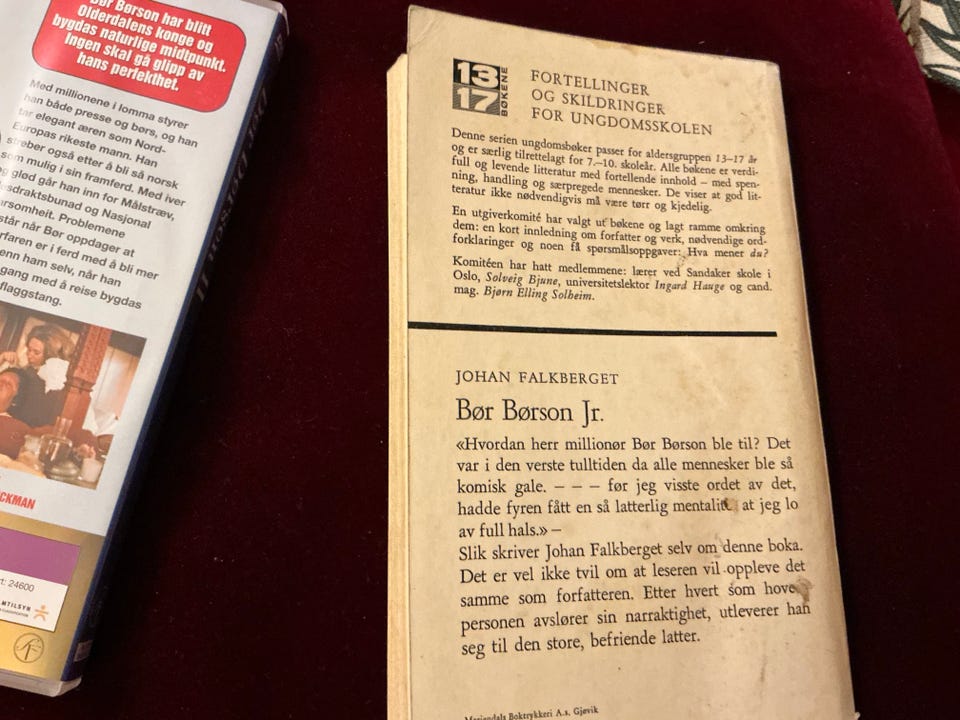 Bør Børson har blitt
Olderdalens konge og
bygdas naturlige midtpunkt.
Ingen skal gå glipp av
hans perfekthet.
Med millionene i lomma styrer
han både presse og børs, og han
tar elegant æren som Nord-
Europas rikeste mann. Han
streber også etter å bli så norsk
som mulig i sin framferd. Med iver
og glød går han inn for Målstræv,
sdraktsbunad og Nasjonal
arsomheit. Problemene
står når Bør oppdager at
rfaren er i ferd med å bli mer
enn ham selv, når han
gang med å reise bygdas
flaggstang.
CKMAN
rt: 24600
MTILSYN
13
17
BØKENE
FORTELLINGER
OG SKILDRINGER
FOR UNGDOMSSKOLEN
Denne serien ungdomsbøker passer for aldersgruppen 13–17 år
og er særlig tilrettelagt for 7.–10. skoleår. Alle bøkene er verdi-
full og levende litteratur med fortellende innhold – med spen-
ning, handling og særpregede mennesker. De viser at god lit-
teratur ikke nødvendigvis må være tørr og kjedelig.
En utgiverkomité har valgt ut bøkene og lagt ramme omkring
dem: en kort innledning om forfatter og verk, nødvendige ord-
forklaringer og noen få spørsmålsoppgaver: Hva mener du?
Komitéen har hatt medlemmene: lærer ved Sandaker skole i
Oslo, Solveig Bjune, universitetslektor Ingard Hauge og cand.
mag. Bjørn Elling Solheim.
JOHAN FALKBERGET
Bør Børson Jr.
«Hvordan herr millionør Bør Børson ble til? Det
var i den verste tulltiden da alle mennesker ble så
komisk gale. – – – før jeg visste ordet av det,
hadde fyren fått en så latterlig mentalitet at jeg lo
av full hals.» –
Slik skriver Johan Falkberget selv om denne boka.
Det er vel ikke tvil om at leseren vil oppleve det
samme som forfatteren. Etter hvert som hoved
personen avslører sin narraktighet, utleverer han
seg til den store, befriende latter.
Mariendals Boktrykkeri A.s. Gjøvik